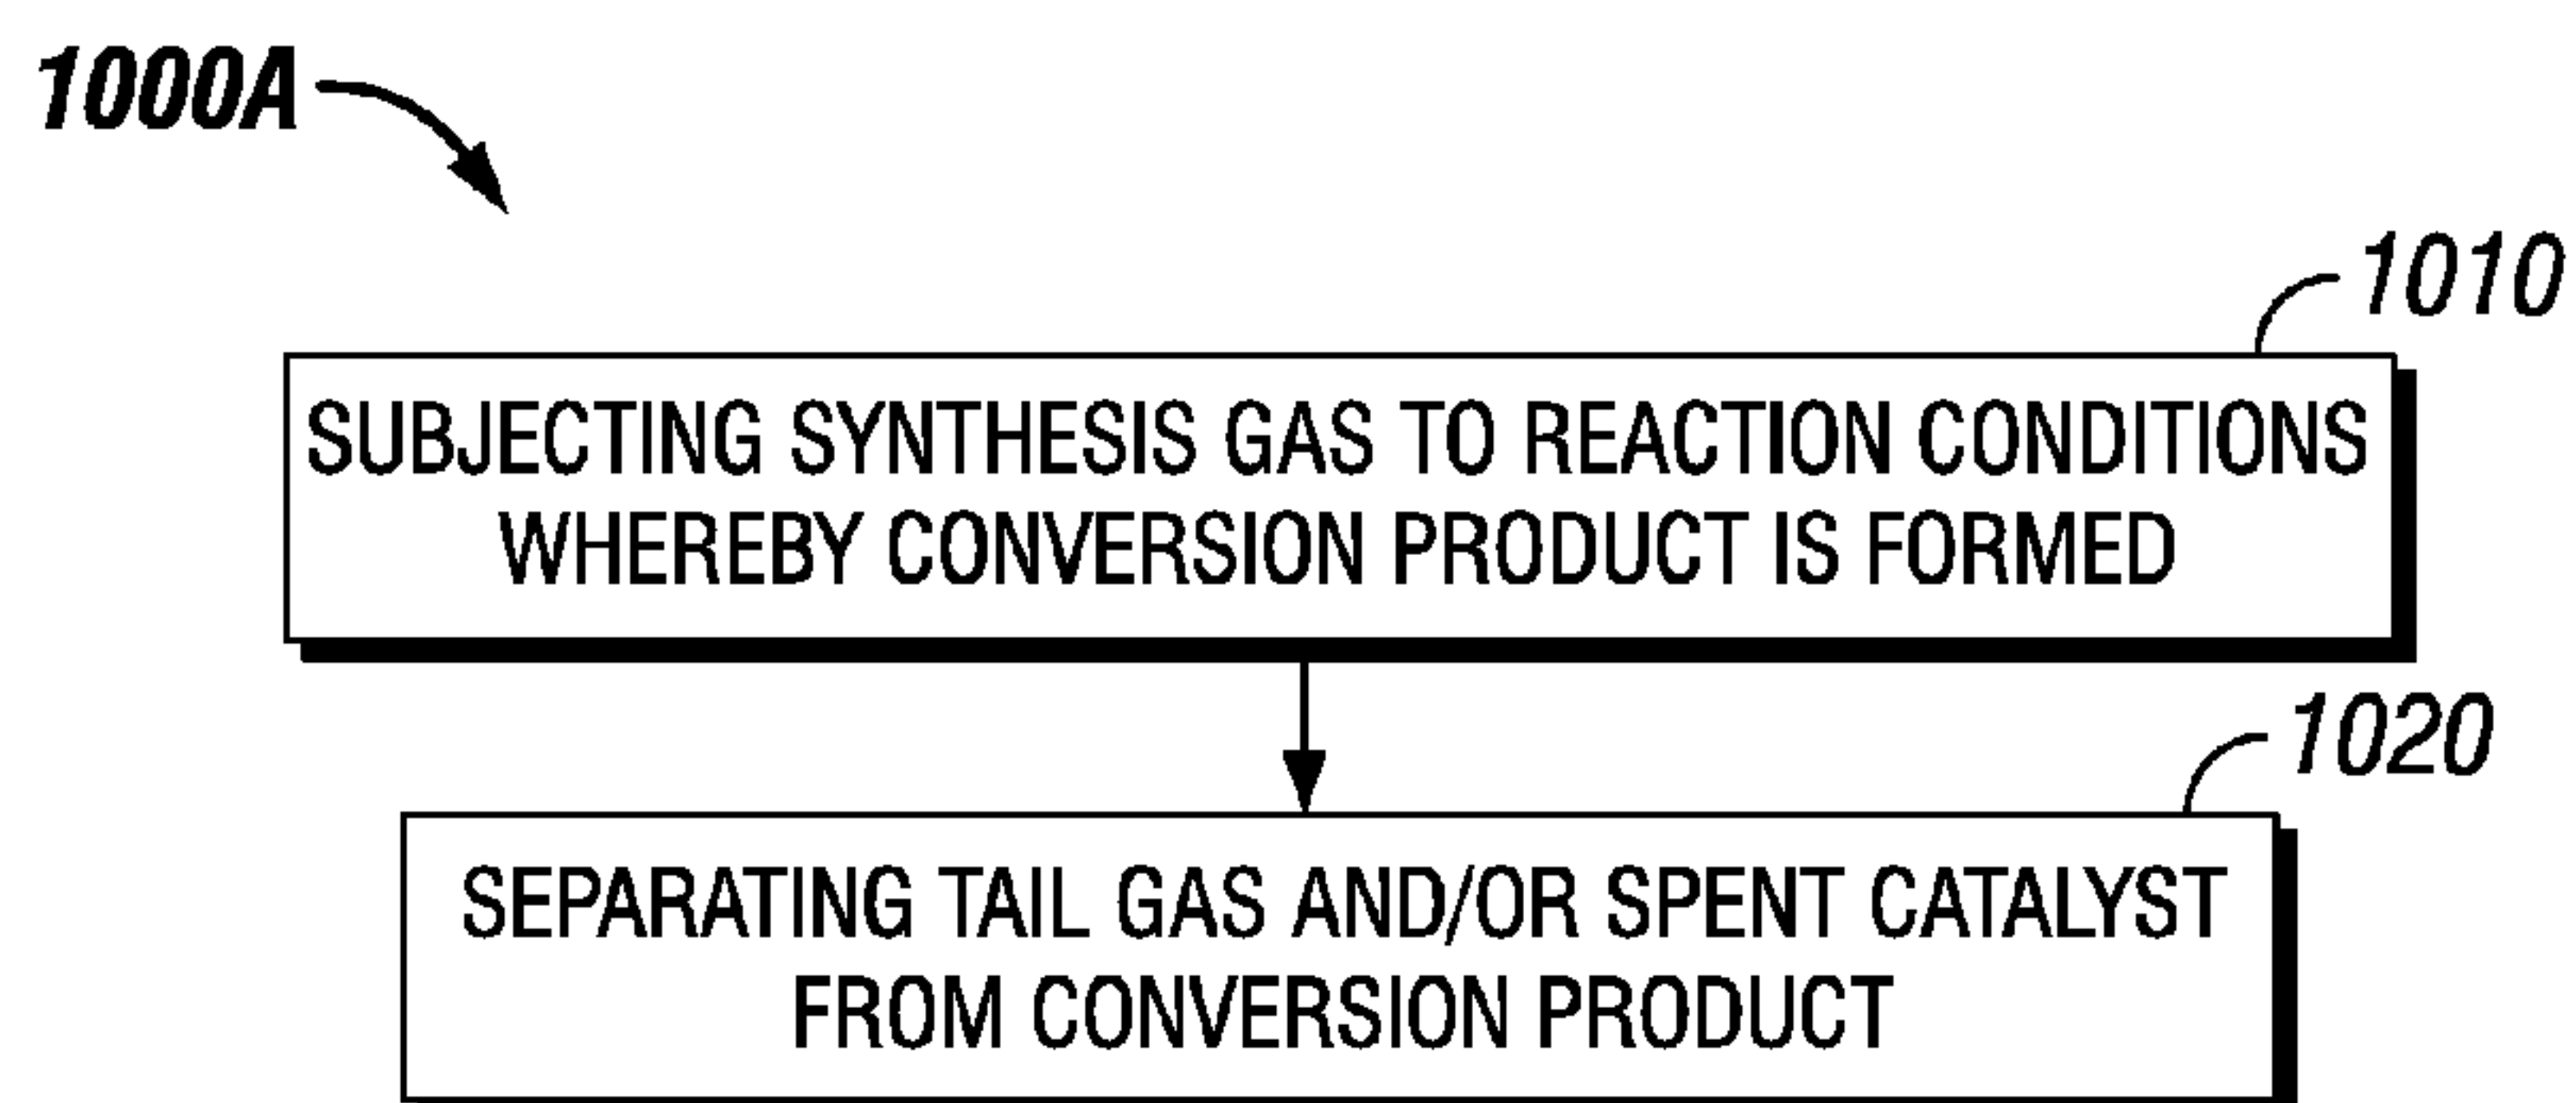 1000A
1010
SUBJECTING SYNTHESIS GAS TO REACTION CONDITIONS
WHEREBY CONVERSION PRODUCT IS FORMED
1020
SEPARATING TAIL GAS AND/OR SPENT CATALYST
FROM CONVERSION PRODUCT